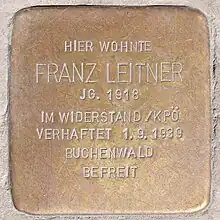 HIER WOHNTE
FRANZ LEITNER
JG. 1918
IM WIDERSTAND/KPÖ
VERHAFTET 1.9.1939
BUCHENWALD
BEFREIT